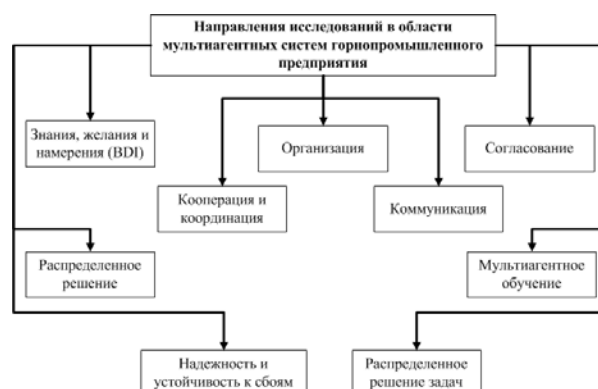 Направления исследований в области
мультиагентных систем горнопромышленного
предприятия
Знания, желания и
намерения (BDI)
Организация
Согласование
Кооперация и
координация
Коммуникация
Распределенное
решение
Мультиагентное
обучение
Надежность и
устойчивость к сбоям
Распределенное
решение задач